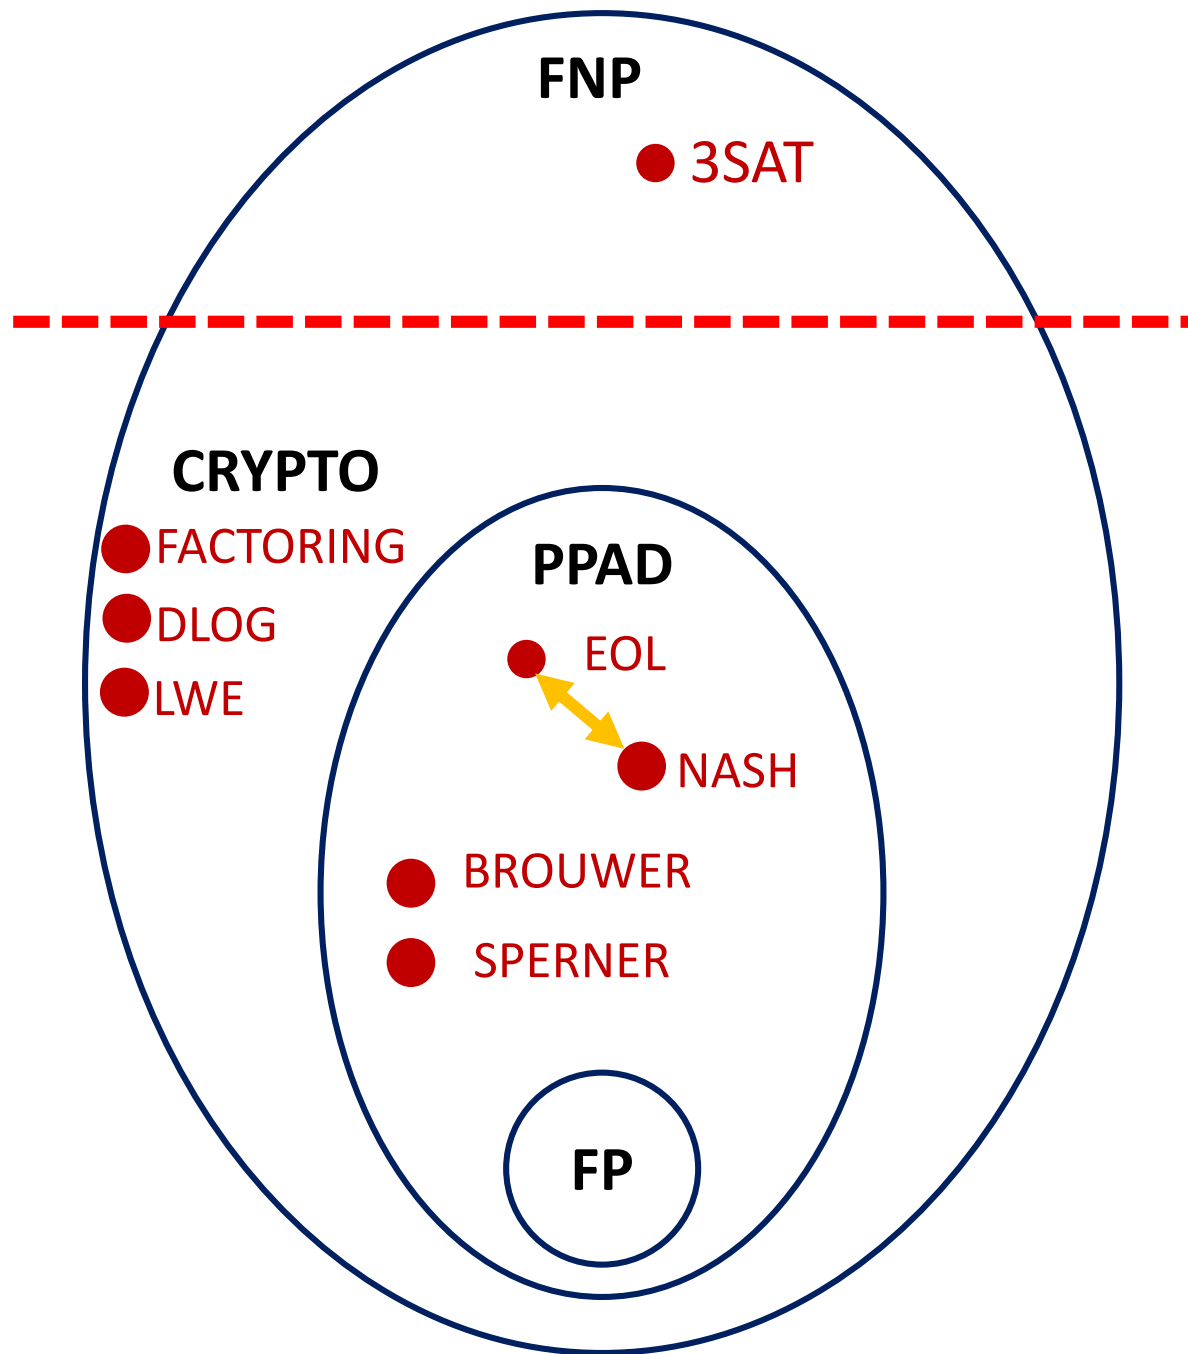 FNP
3SAT
CRYPTO
FACTORING
DLOG
LWE
PPAD
EOL
NASH
BROUWER
SPERNER
FP